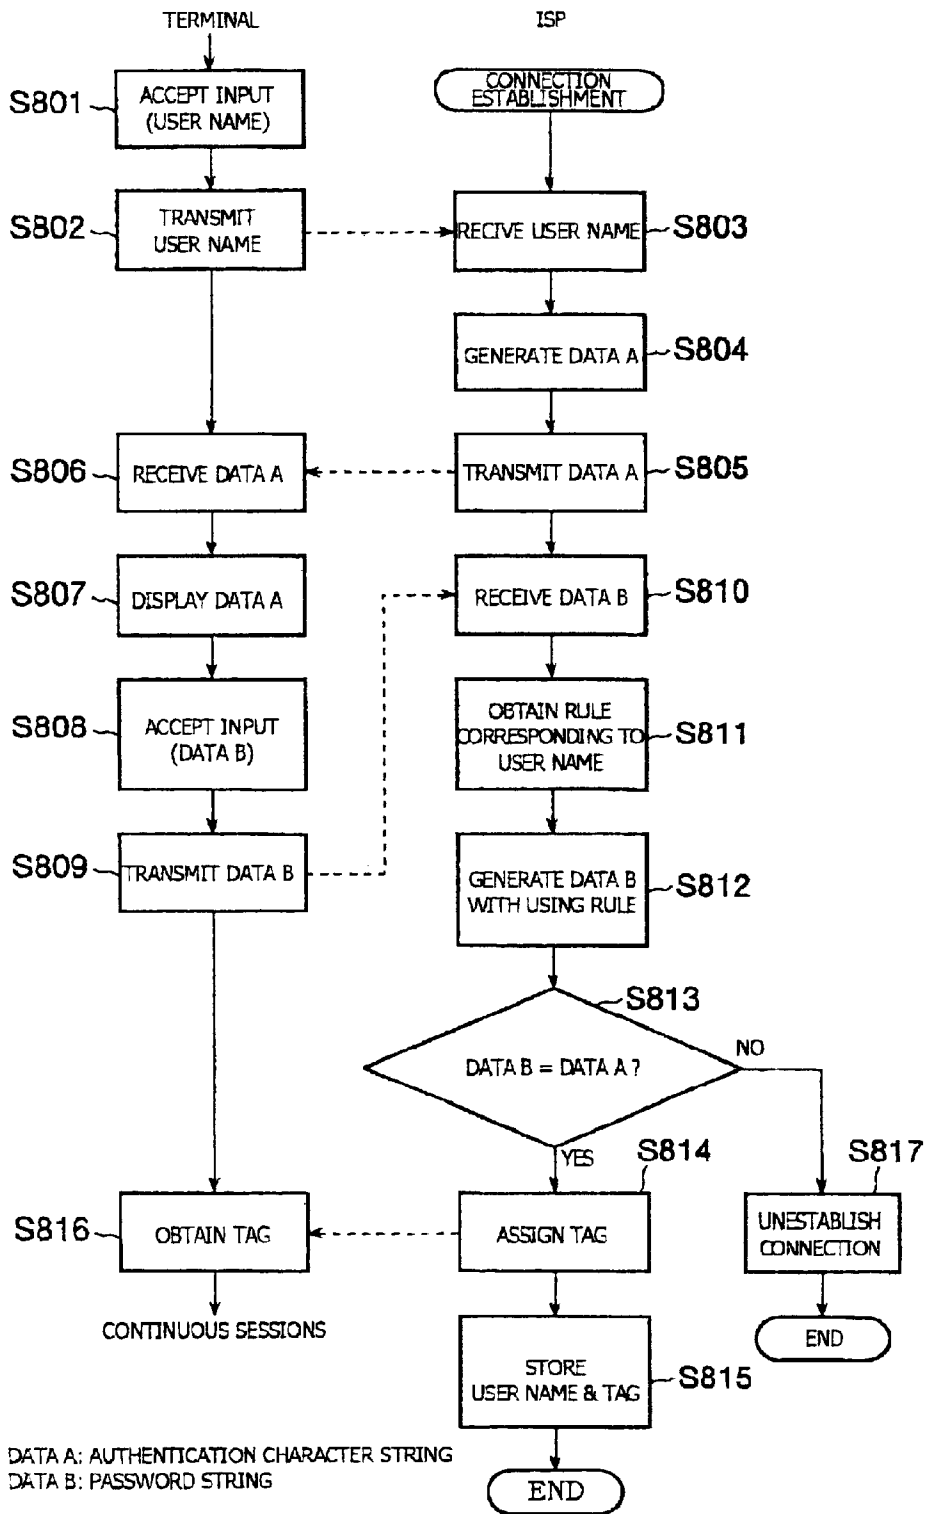 TERMINAL
ISP
S801
ACCEPT INPUT
(USER NAME)
CONNECTION
ESTABLISHMENT
S802
TRANSMIT
USER NAME
RECIVE USER NAME
S803
GENERATE DATA A
S804
S806
RECEIVE DATA A
TRANSMIT DATA A
S805
S807
DISPLAY DATA A
RECEIVE DATA B
S810
S808
ACCEPT INPUT
(DATA B)
OBTAIN RULE
CORRESPONDING TO
USER NAME
S811
S809
TRANSMIT DATA B
GENERATE DATA B
WITH USING RULE
S812
S813
DATA B = DATA A ?
NO
YES
S814
S817
S816
OBTAIN TAG
ASSIGN TAG
UNESTABLISH
CONNECTION
CONTINUOUS SESSIONS
END
STORE
USER NAME & TAG
S815
DATA A: AUTHENTICATION CHARACTER STRING
DATA B: PASSWORD STRING
END